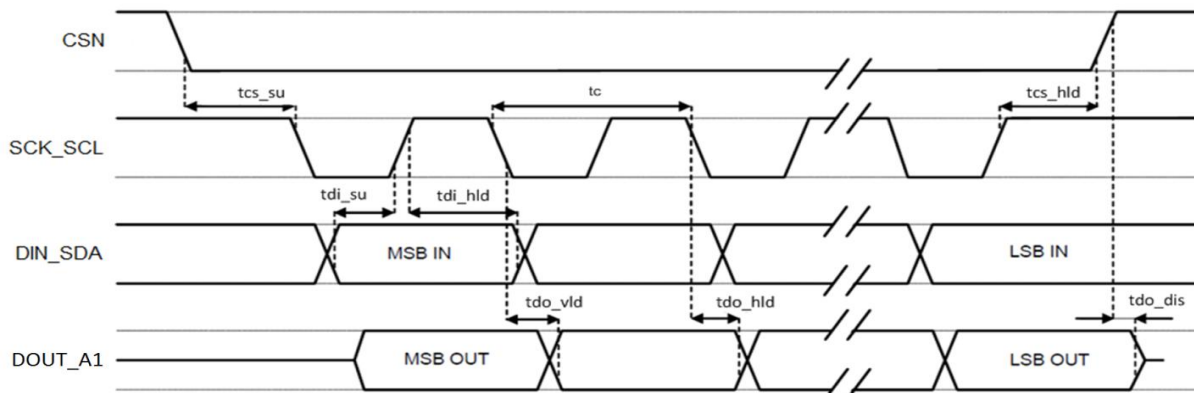 CSN
tcs_su
tc
tcs_hld
SCK_SCL
tdi_su
tdi_hld
DIN_SDA
MSB IN
LSB IN
tdo_vld
tdo_hld
tdo_dis
DOUT_A1
MSB OUT
LSB OUT